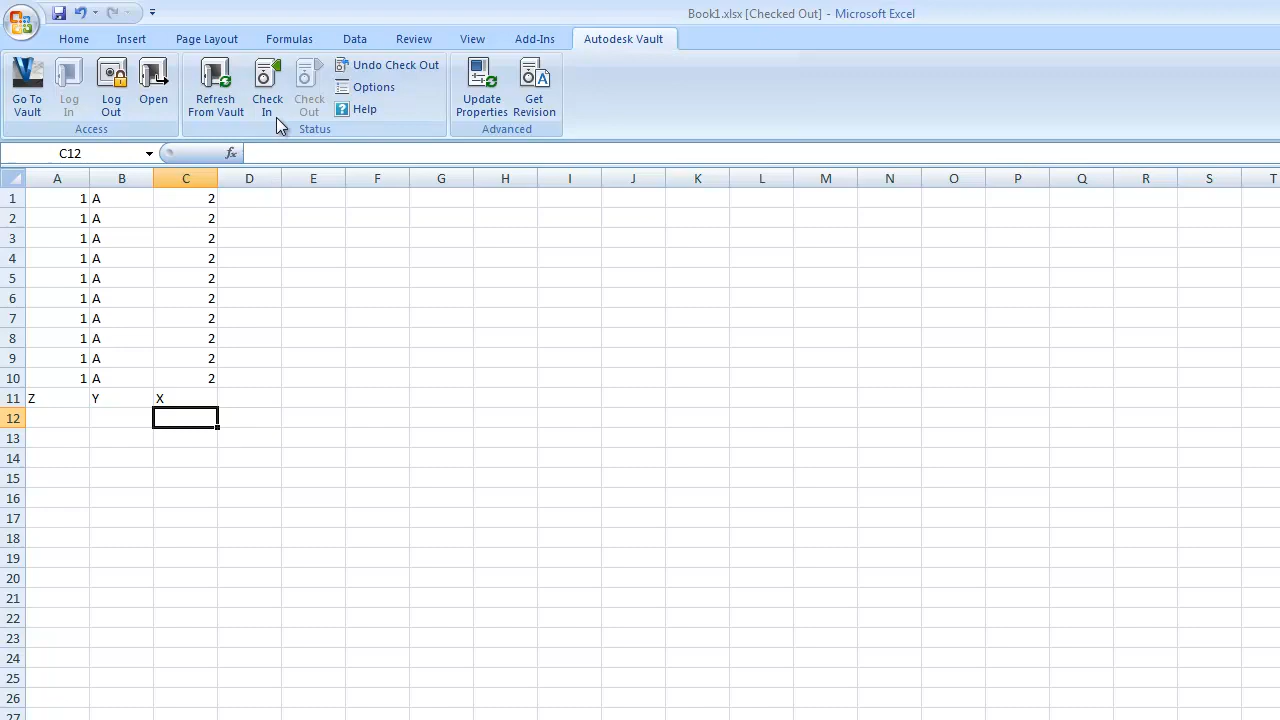 Book1.xlsx [Checked Out] - Microsoft Excel
Home Insert Page Layout Formulas Data Review View Add-Ins Autodesk Vault
Go To Vault Log In Log Out Open Refresh From Vault Check In Check Out Undo Check Out Options Help Update Properties Get Revision
Access Status Advanced
C12 fx
A B C D E F G H I J K L M N O P Q R S T
1 1 A 2
2 1 A 2
3 1 A 2
4 1 A 2
5 1 A 2
6 1 A 2
7 1 A 2
8 1 A 2
9 1 A 2
10 1 A 2
11 Z Y X
12
13
14
15
16
17
18
19
20
21
22
23
24
25
26
27